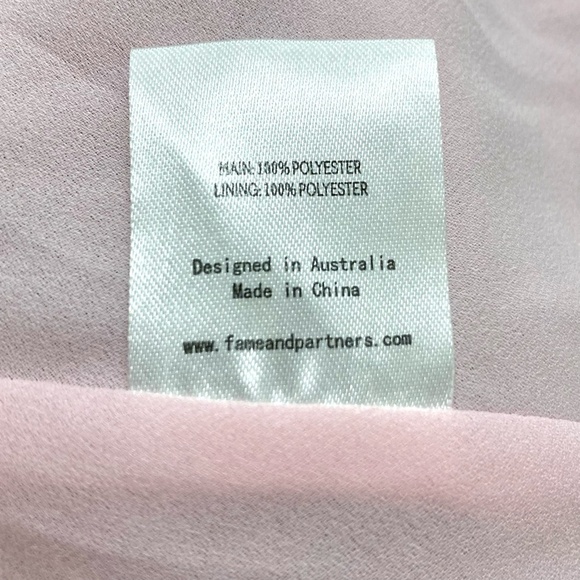 MAIN: 100% POLYESTER
LINING: 100% POLYESTER
Designed in Australia
Made in China
www. fameandpartners. com